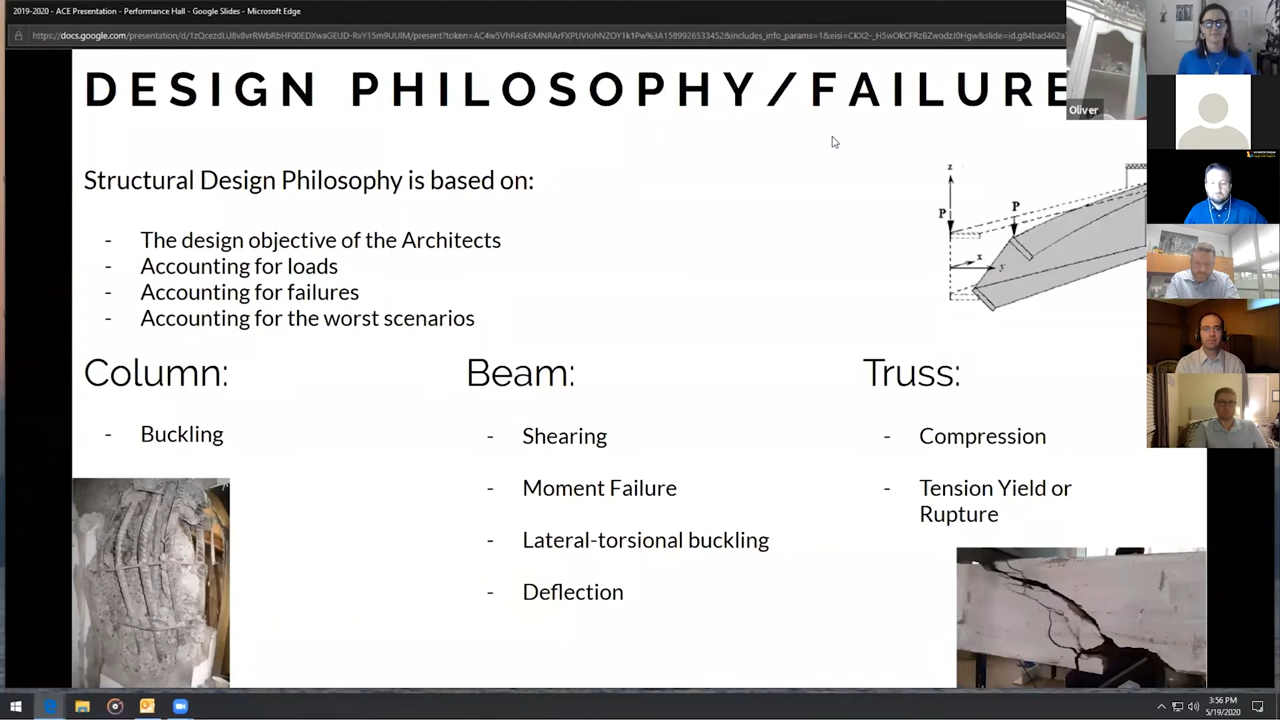 2019-2020 - ACE Presentation - Performance Hall - Google Slides - Microsoft Edge
DESIGN PHILOSOPHY/FAILURE
Oliver
Structural Design Philosophy is based on:
- The design objective of the Architects
- Accounting for loads
- Accounting for failures
- Accounting for the worst scenarios
z
P
P
x
y
Column:
- Buckling
Beam:
- Shearing
- Moment Failure
- Lateral-torsional buckling
- Deflection
Truss:
- Compression
- Tension Yield or
Rupture
3:56 PM
5/19/2020